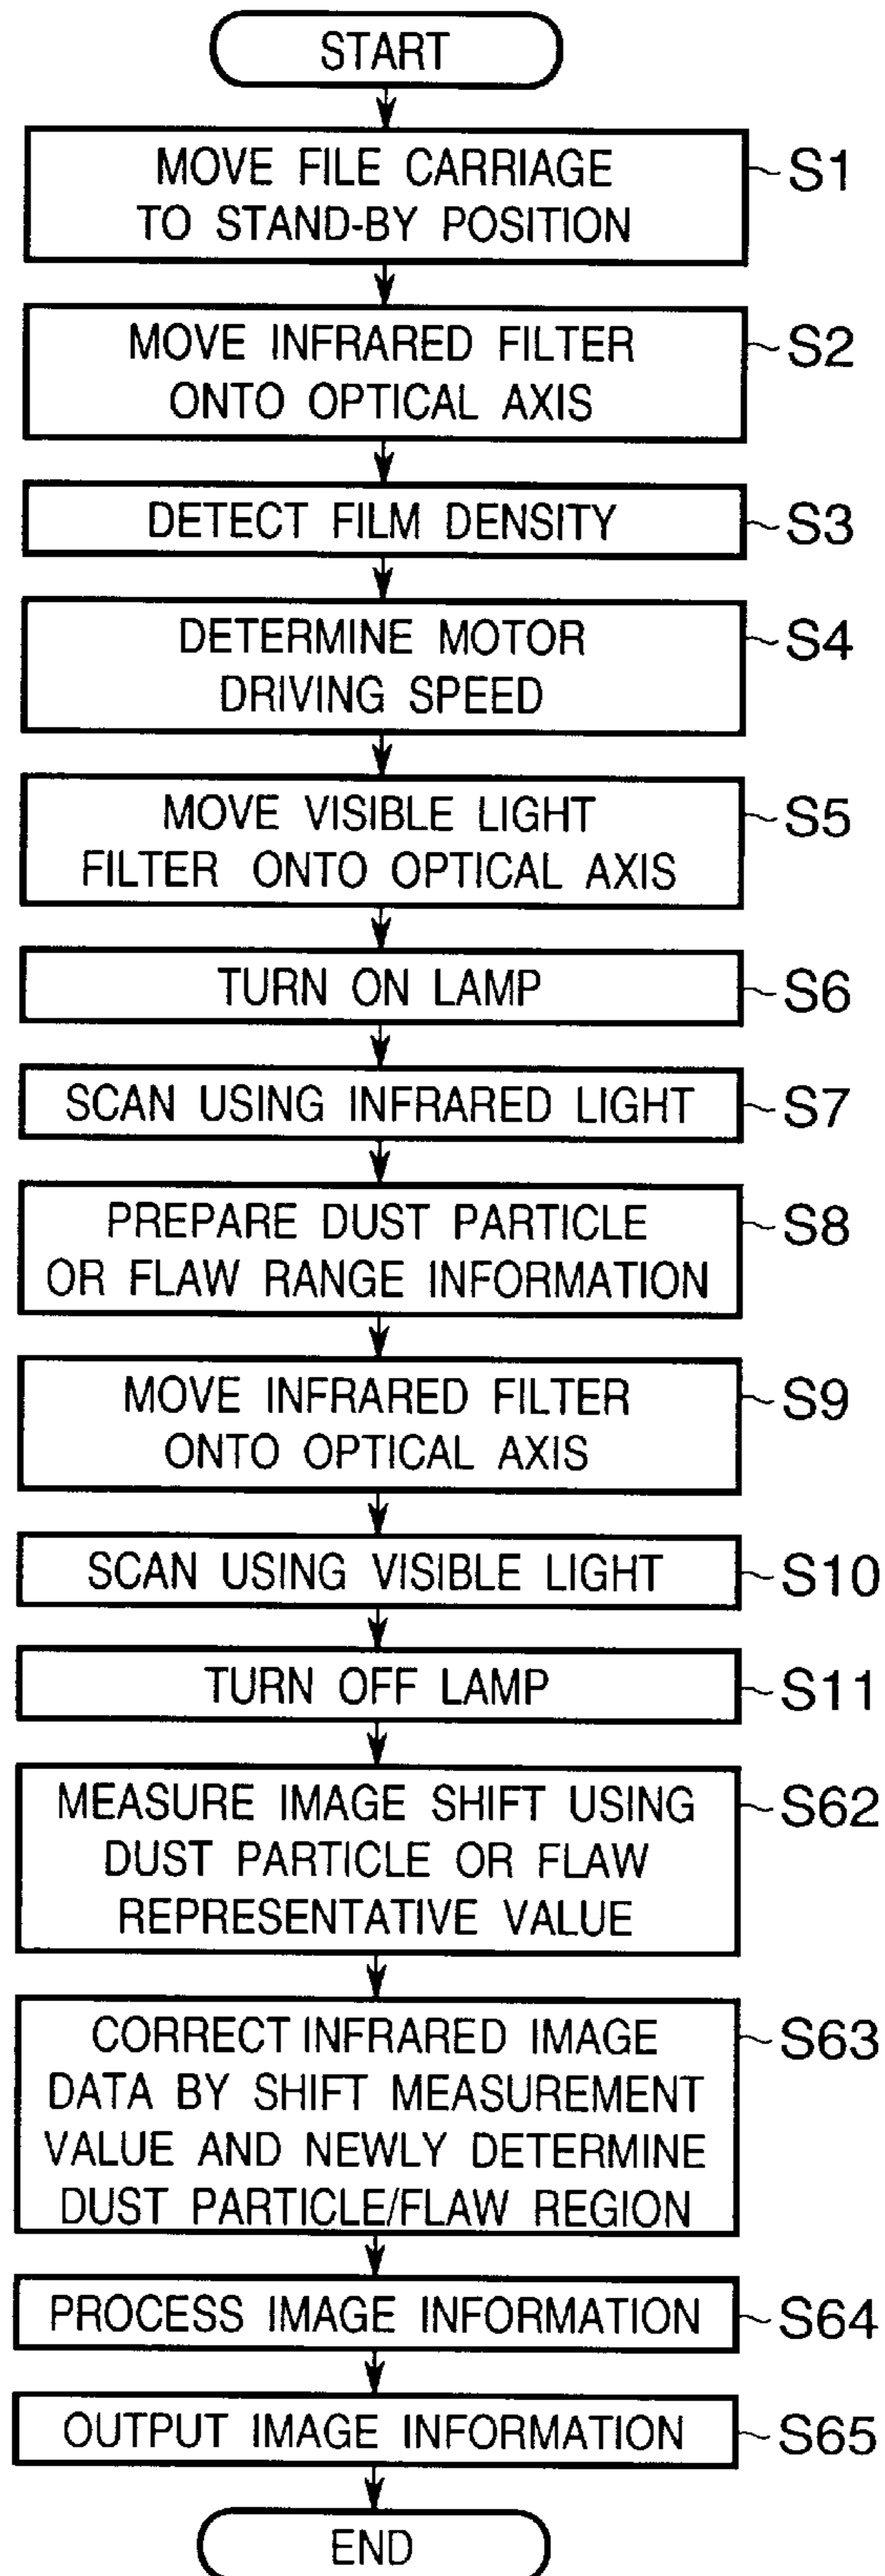 START
MOVE FILE CARRIAGE
TO STAND-BY POSITION
S1
MOVE INFRARED FILTER
ONTO OPTICAL AXIS
S2
DETECT FILM DENSITY
S3
DETERMINE MOTOR
DRIVING SPEED
S4
MOVE VISIBLE LIGHT
FILTER ONTO OPTICAL AXIS
S5
TURN ON LAMP
S6
SCAN USING INFRARED LIGHT
S7
PREPARE DUST PARTICLE
OR FLAW RANGE INFORMATION
S8
MOVE INFRARED FILTER
ONTO OPTICAL AXIS
S9
SCAN USING VISIBLE LIGHT
S10
TURN OFF LAMP
S11
MEASURE IMAGE SHIFT USING
DUST PARTICLE OR FLAW
REPRESENTATIVE VALUE
S62
CORRECT INFRARED IMAGE
DATA BY SHIFT MEASUREMENT
VALUE AND NEWLY DETERMINE
DUST PARTICLE/FLAW REGION
S63
PROCESS IMAGE INFORMATION
S64
OUTPUT IMAGE INFORMATION
S65
END